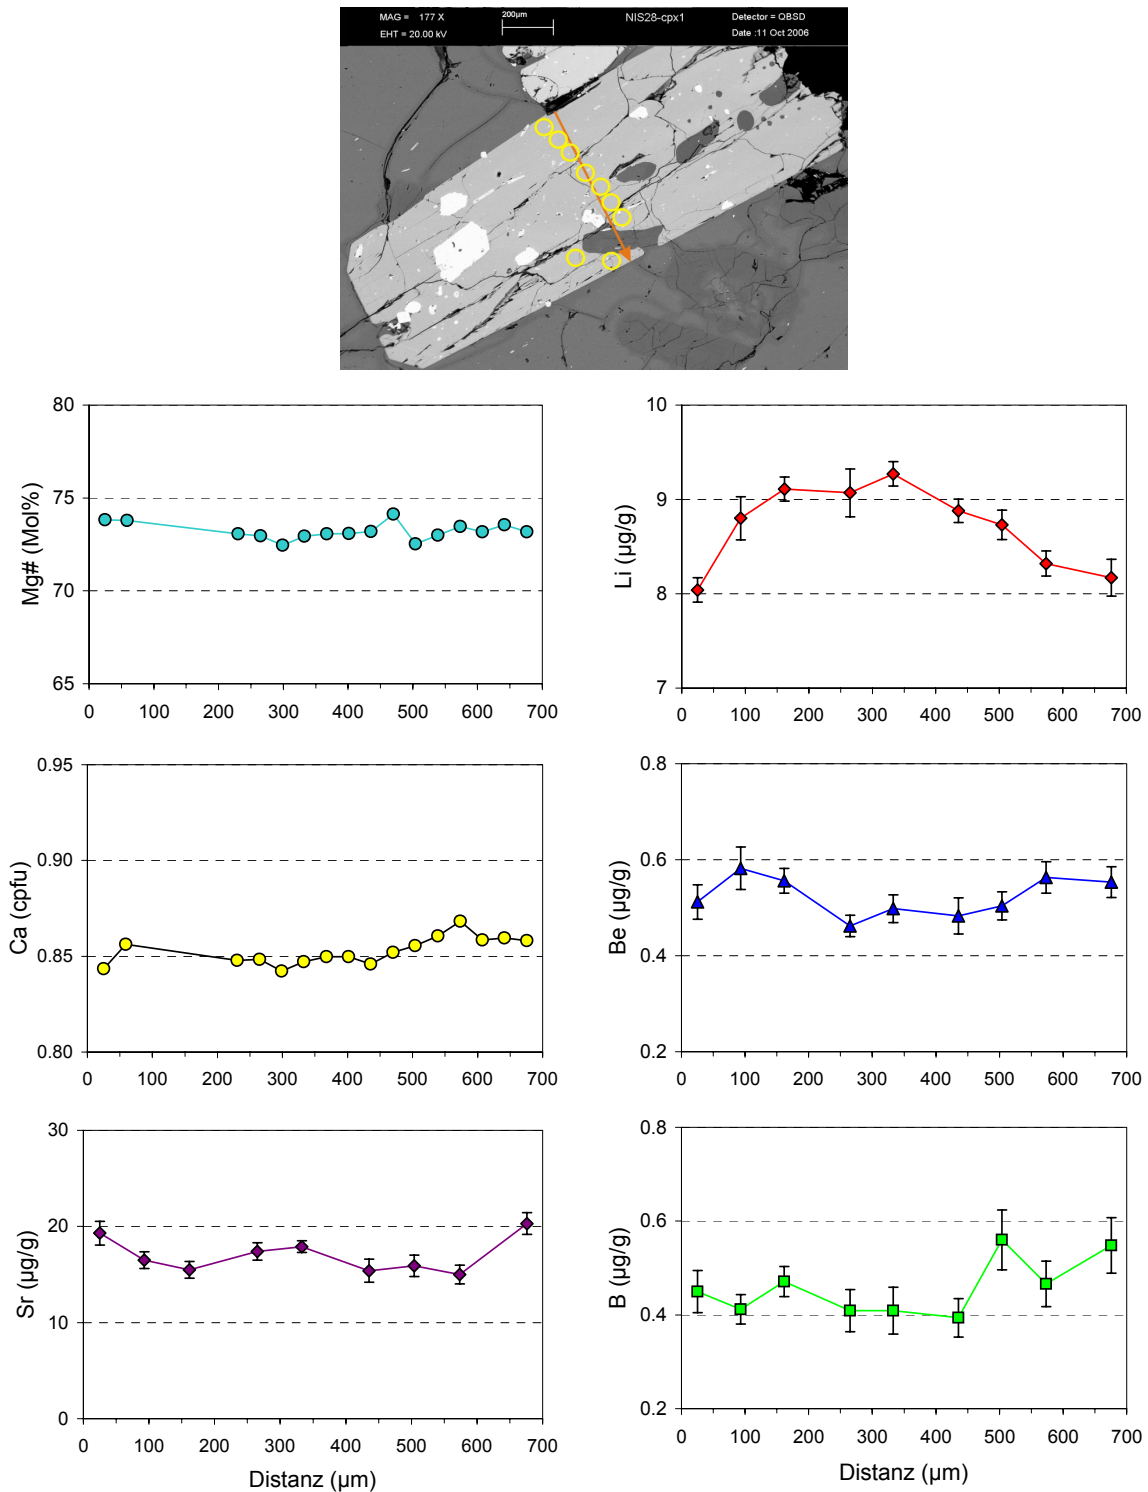 MAG = 177 X
200µm
NIS28-cpx1
Detector = QBSD
EHT = 20.00 kV
Date :11 Oct 2006
80
75
70
65
Mg# (Mol%)
0 100 200 300 400 500 600 700
10
9
8
7
Li (µg/g)
0 100 200 300 400 500 600 700
0.95
0.90
0.85
0.80
Ca (cpfu)
0 100 200 300 400 500 600 700
0.8
0.6
0.4
0.2
Be (µg/g)
0 100 200 300 400 500 600 700
30
20
10
0
Sr (µg/g)
0 100 200 300 400 500 600 700
Distanz (µm)
0.8
0.6
0.4
0.2
B (µg/g)
0 100 200 300 400 500 600 700
Distanz (µm)